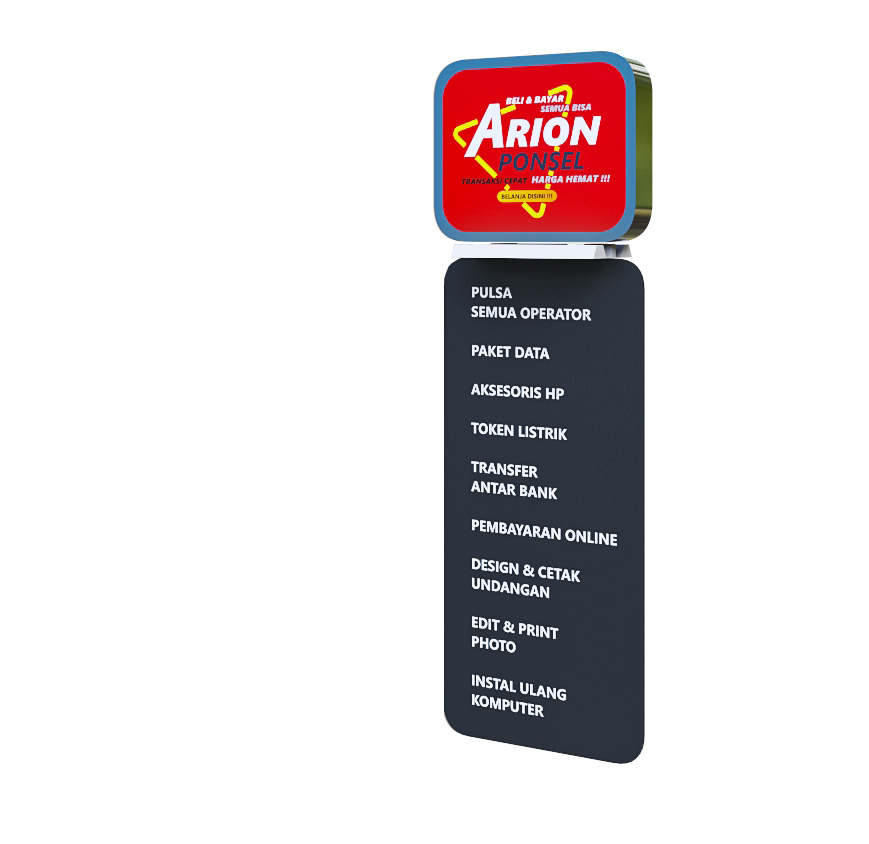 BELI & BAYAR
SEMUA BISA
ARION
PONSEL
TRANSAKSI CEPAT HARGA HEMAT !!!
BELANJA DISINI !!!
PULSA
SEMUA OPERATOR
PAKET DATA
AKSESORIS HP
TOKEN LISTRIK
TRANSFER
ANTAR BANK
PEMBAYARAN ONLINE
DESIGN & CETAK
UNDANGAN
EDIT & PRINT
PHOTO
INSTAL ULANG
KOMPUTER